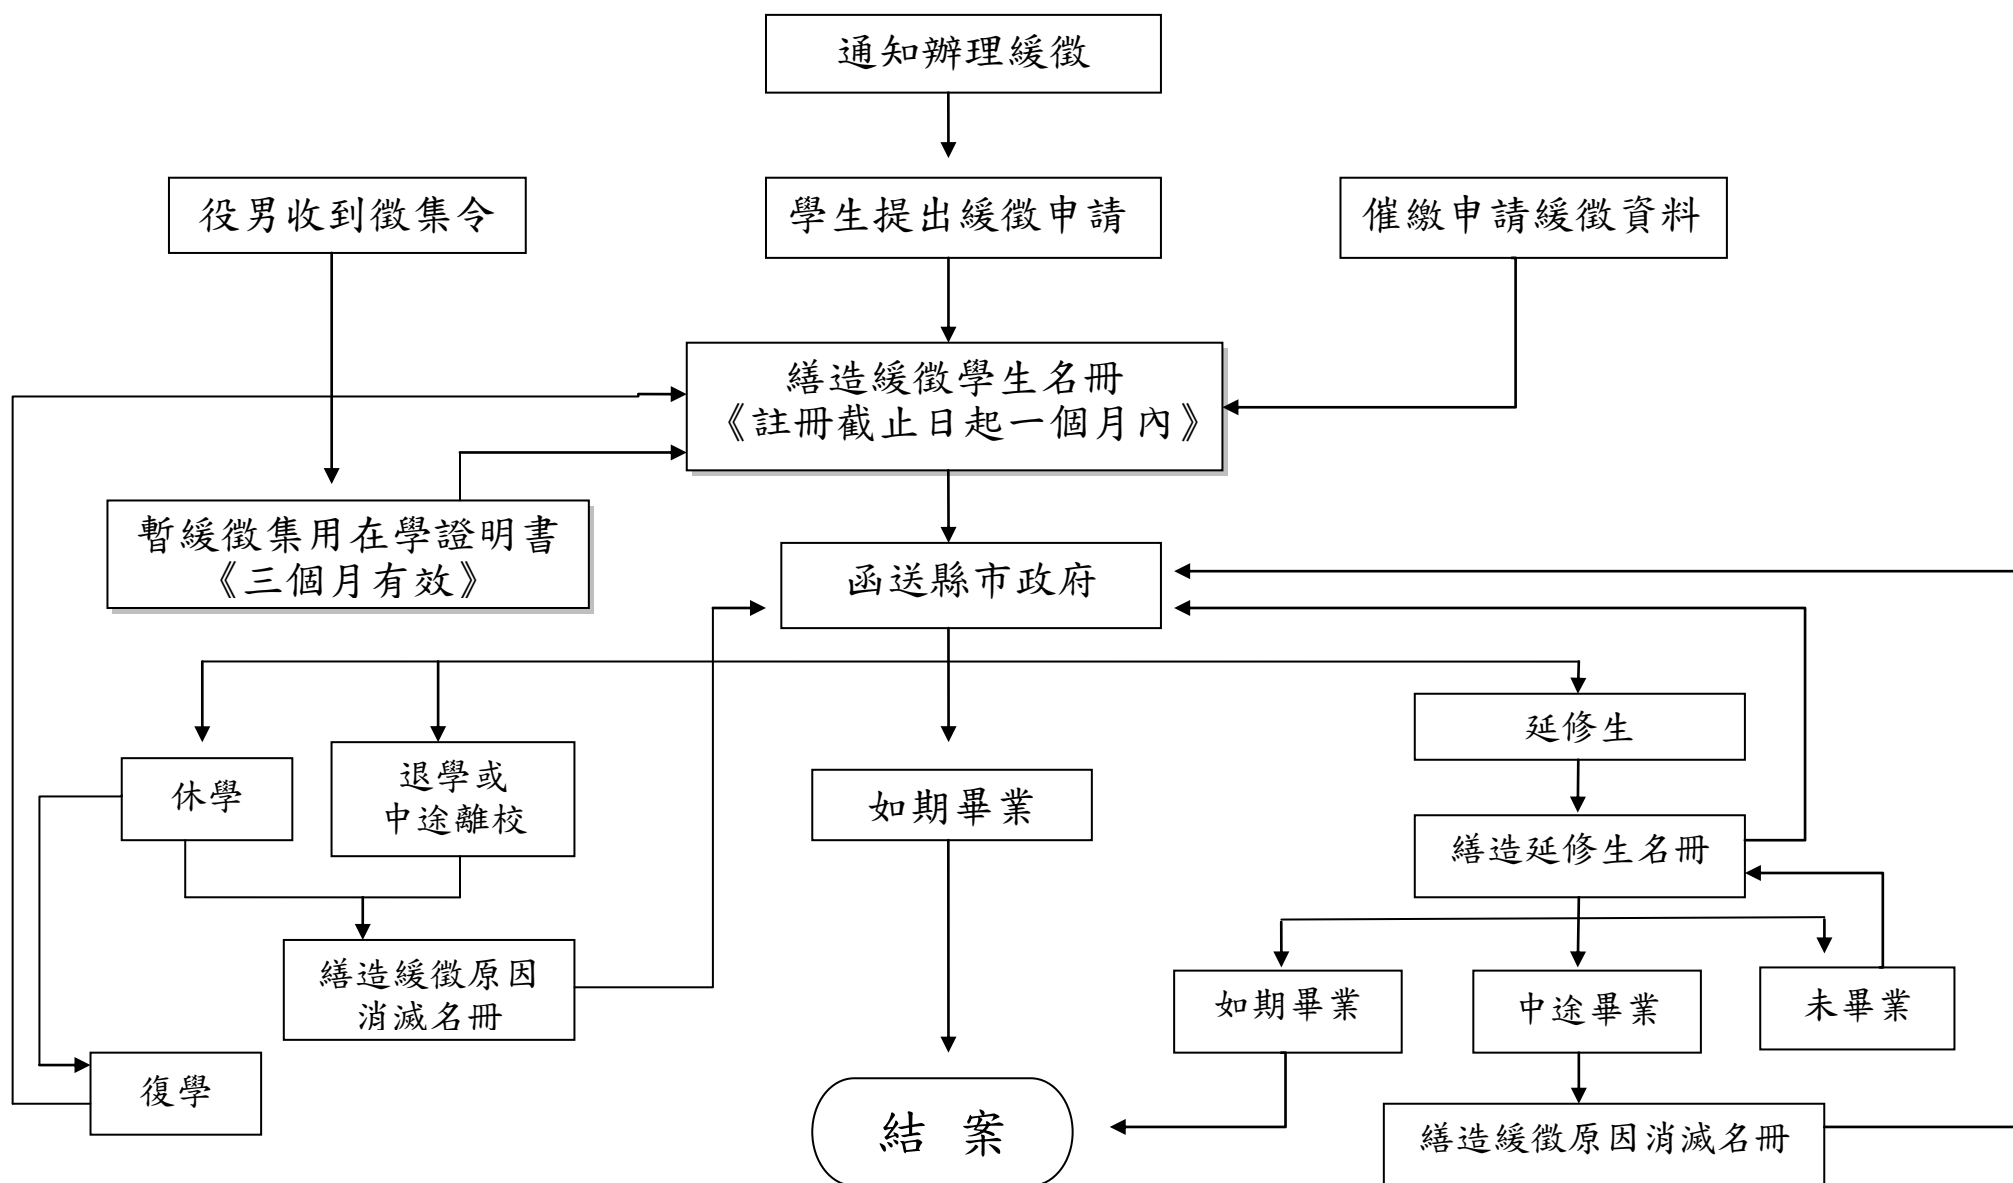 通知辦理緩徵
役男收到徵集令
學生提出緩徵申請
催繳申請緩徵資料
繕造緩徵學生名冊
《註冊截止日起一個月內》
暫緩徵集用在學證明書
《三個月有效》
函送縣市政府
延修生
休學
退學或
中途離校
如期畢業
繕造延修生名冊
繕造緩徵原因
消滅名冊
如期畢業
中途畢業
未畢業
復學
結 案
繕造緩徵原因消滅名冊